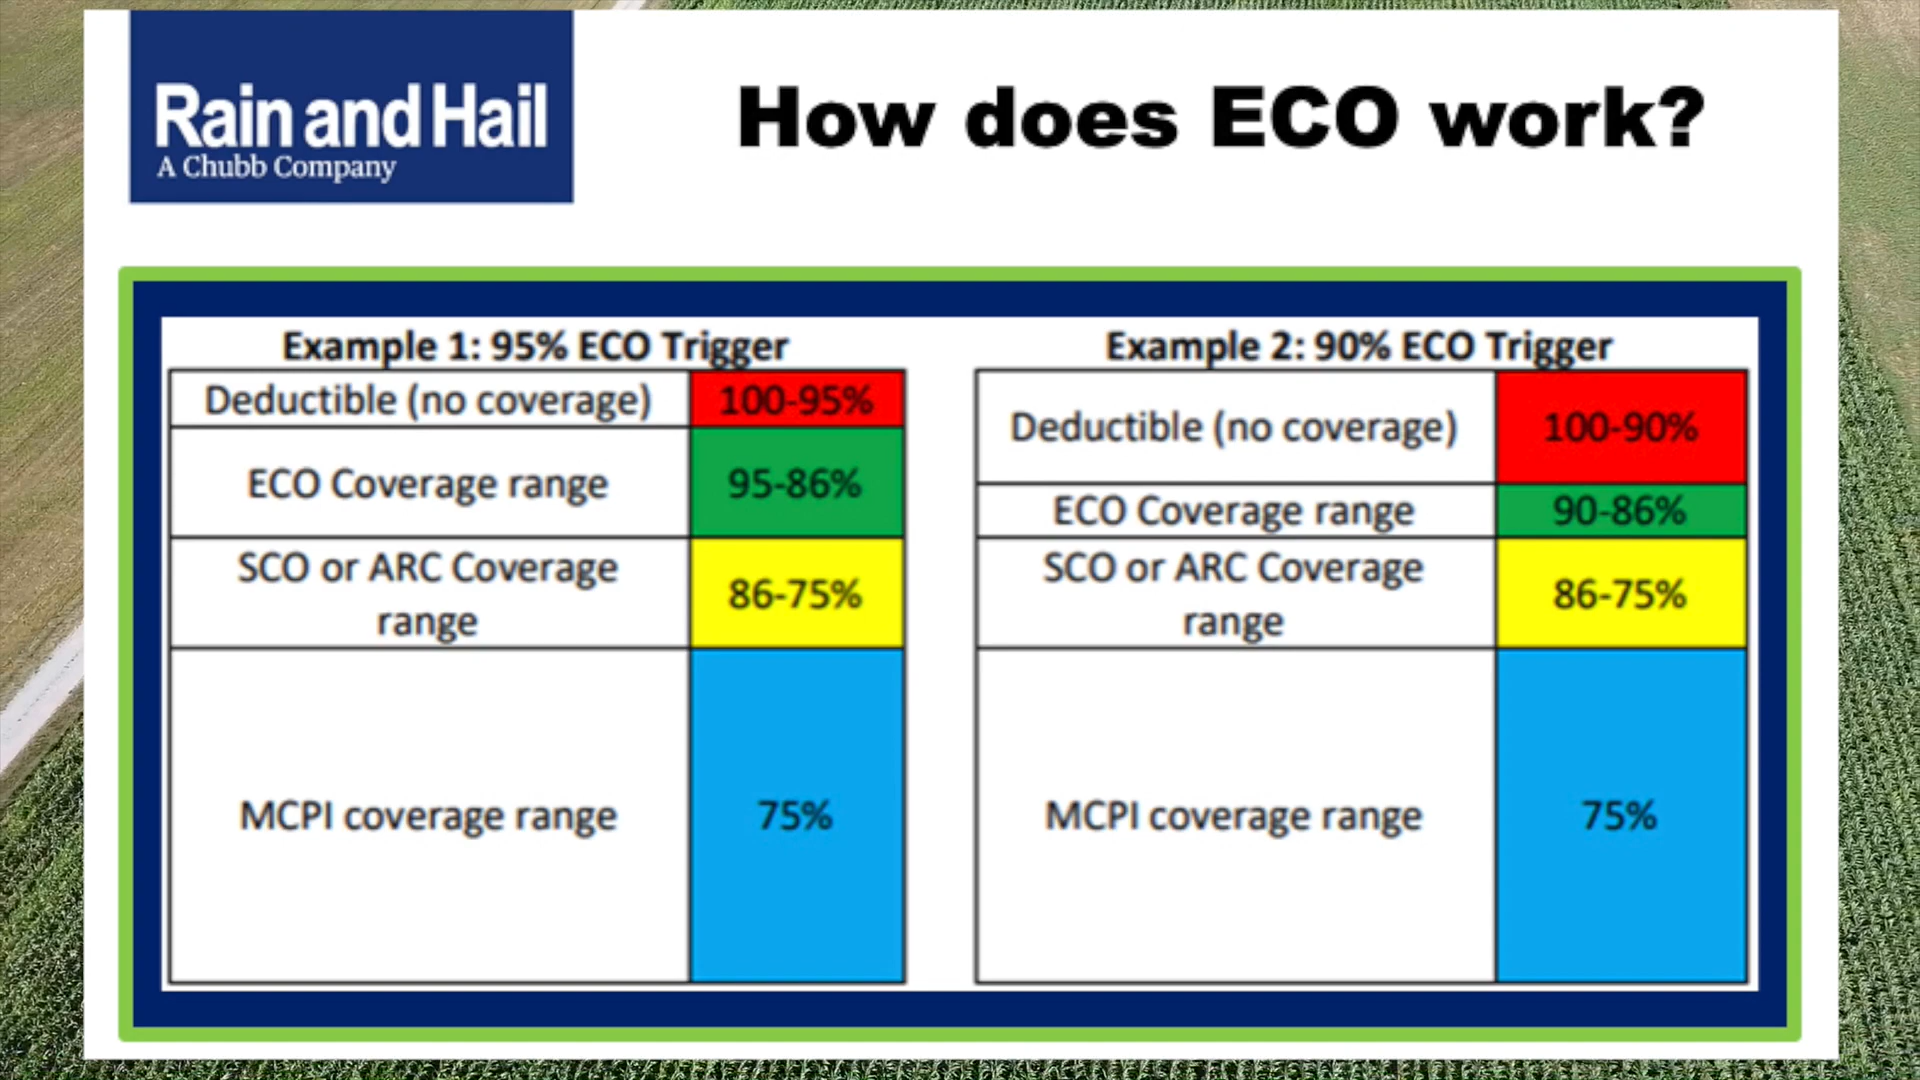 Rain and Hail
A Chubb Company
How does ECO work?
Example 1: 95% ECO Trigger
Deductible (no coverage) 100-95%
ECO Coverage range 95-86%
SCO or ARC Coverage
range
86-75%
MCPI coverage range 75%
Example 2: 90% ECO Trigger
Deductible (no coverage) 100-90%
ECO Coverage range 90-86%
SCO or ARC Coverage
range
86-75%
MCPI coverage range 75%